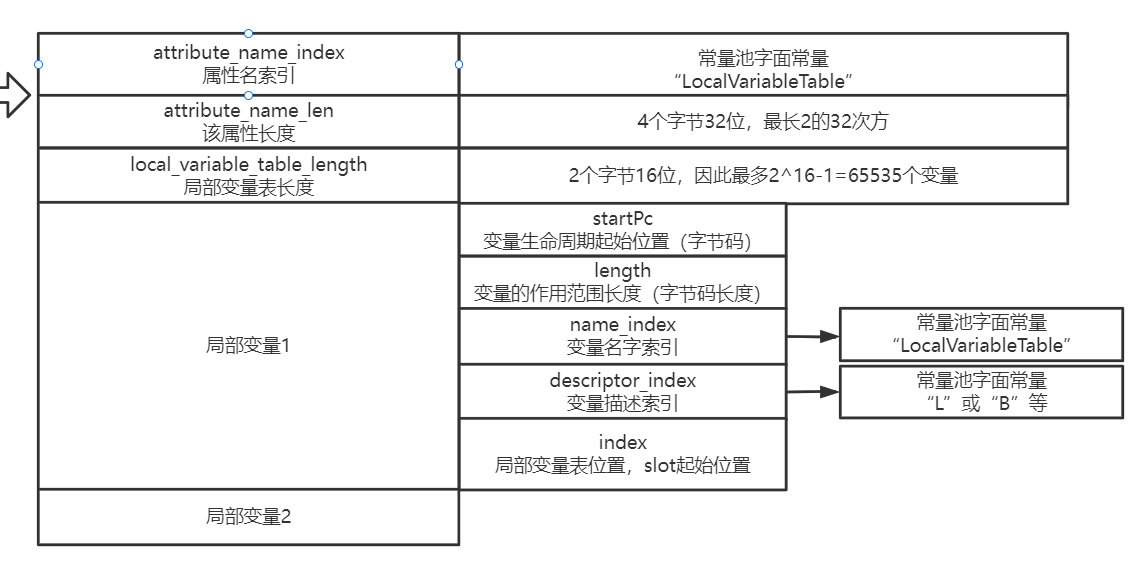 attribute_name_index
属性名索引
常量池字面常量
“LocalVariableTable”
attribute_name_len
该属性长度
4个字节32位，最长2的32次方
local_variable_table_length
局部变量表长度
2个字节16位，因此最多2^16-1=65535个变量
局部变量1
startPc
变量生命周期起始位置（字节码）
length
变量的作用范围长度（字节码长度）
name_index
变量名字索引
常量池字面常量
“LocalVariableTable”
descriptor_index
变量描述索引
常量池字面常量
“L”或“B”等
index
局部变量表位置，slot起始位置
局部变量2